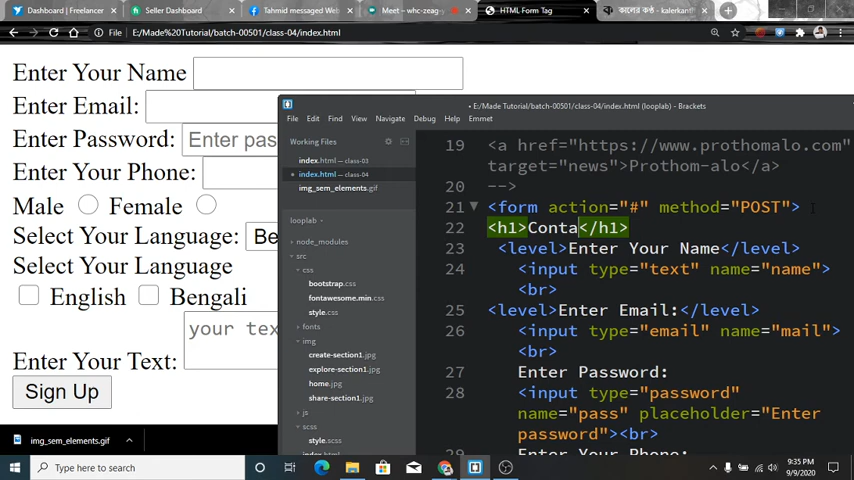 Dashboard | Freelancer
Seller Dashboard
Tahmid messaged
Meet – whc-zeag-
HTML Form Tag
কালের কণ্ঠ - kalerkant
File
E:/Made%20Tutorial/batch-00501/class-04/index.html
Enter Your Name
Enter Email:
Enter Password:
Enter pas
Enter Your Phone:
Male Female
Select Your Language: Be
Select Your Language
English Bengali
your tex
Enter Your Text:
Sign Up
• E:/Made Tutorial/batch-00501/class-04/index.html (looplab) - Brackets
File Edit Find View Navigate Debug Help Emmet
Working Files
index.html — class-03
index.html — class-04
img_sem_elements.gif
looplab
node_modules
src
css
bootstrap.css
fontawesome.min.css
style.css
fonts
img
create-section1.jpg
explore-section1.jpg
home.jpg
share-section1.jpg
js
scss
style.scss
index.html
19 <a href="https://www.prothomalo.com"
target="news">Prothom-alo</a>
20 -->
21 <form action="#" method="POST">
22 <h1>Conta</h1>
23 <level>Enter Your Name</level>
24 <input type="text" name="name">
<br>
25 <level>Enter Email:</level>
26 <input type="email" name="mail">
<br>
27 Enter Password:
28 <input type="password"
name="pass" placeholder="Enter
password"><br>
29 Enter Your Phone:
img_sem_elements.gif
Type here to search
9:35 PM
9/9/2020